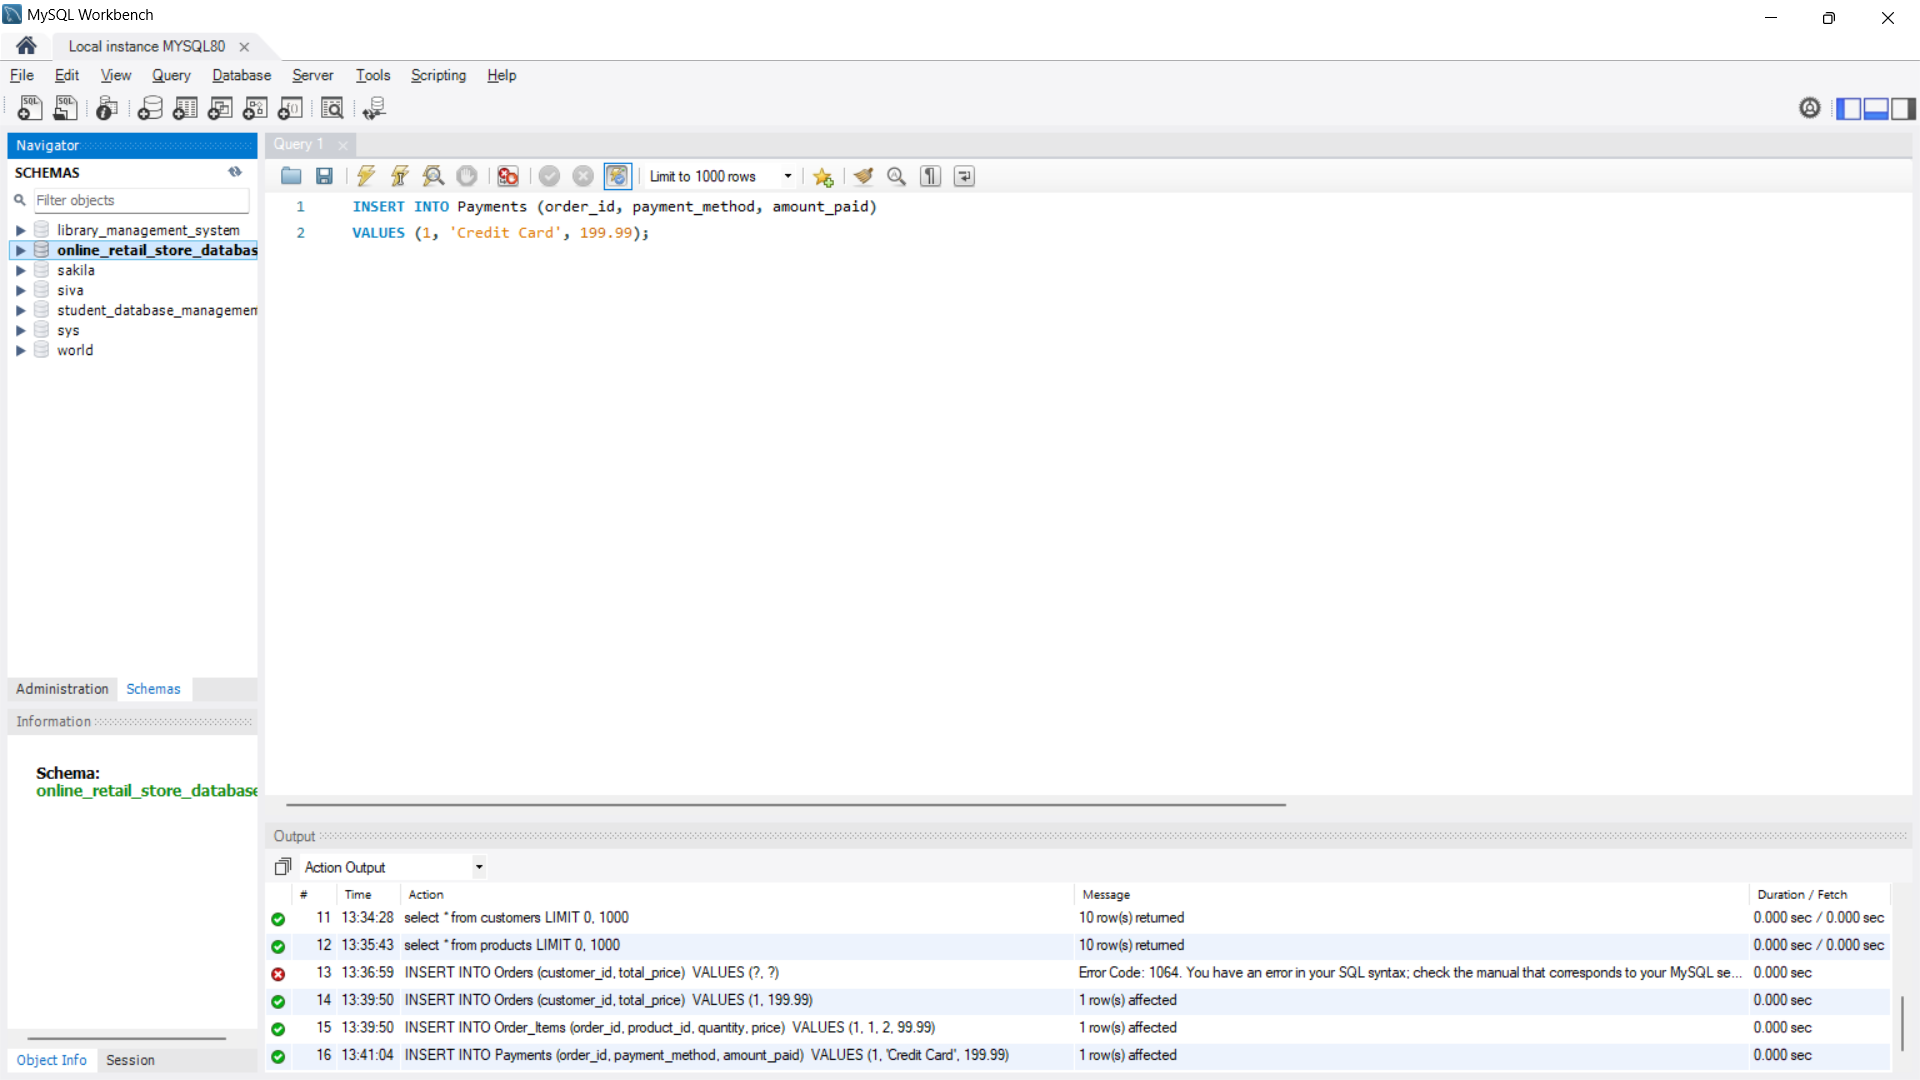 MySQL Workbench
Local instance MYSQL80
File Edit View Query Database Server Tools Scripting Help
Navigator
SCHEMAS
Filter objects
library_management_system
online_retail_store_databas
sakila
siva
student_database_managemen
sys
world
Administration Schemas
Information
Schema:
online_retail_store_database
Object Info Session
Query 1
Limit to 1000 rows
1 INSERT INTO Payments (order_id, payment_method, amount_paid)
2 VALUES (1, 'Credit Card', 199.99);
Output
Action Output
# Time Action Message Duration / Fetch
11 13:34:28 select * from customers LIMIT 0, 1000 10 row(s) returned 0.000 sec / 0.000 sec
12 13:35:43 select * from products LIMIT 0, 1000 10 row(s) returned 0.000 sec / 0.000 sec
13 13:36:59 INSERT INTO Orders (customer_id, total_price) VALUES (?, ?) Error Code: 1064. You have an error in your SQL syntax; check the manual that corresponds to your MySQL se... 0.000 sec
14 13:39:50 INSERT INTO Orders (customer_id, total_price) VALUES (1, 199.99) 1 row(s) affected 0.000 sec
15 13:39:50 INSERT INTO Order_Items (order_id, product_id, quantity, price) VALUES (1, 1, 2, 99.99) 1 row(s) affected 0.000 sec
16 13:41:04 INSERT INTO Payments (order_id, payment_method, amount_paid) VALUES (1, 'Credit Card', 199.99) 1 row(s) affected 0.000 sec